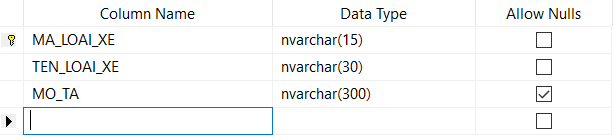 Column Name Data Type Allow Nulls
MA_LOAI_XE nvarchar(15)
TEN_LOAI_XE nvarchar(30)
MO_TA nvarchar(300)